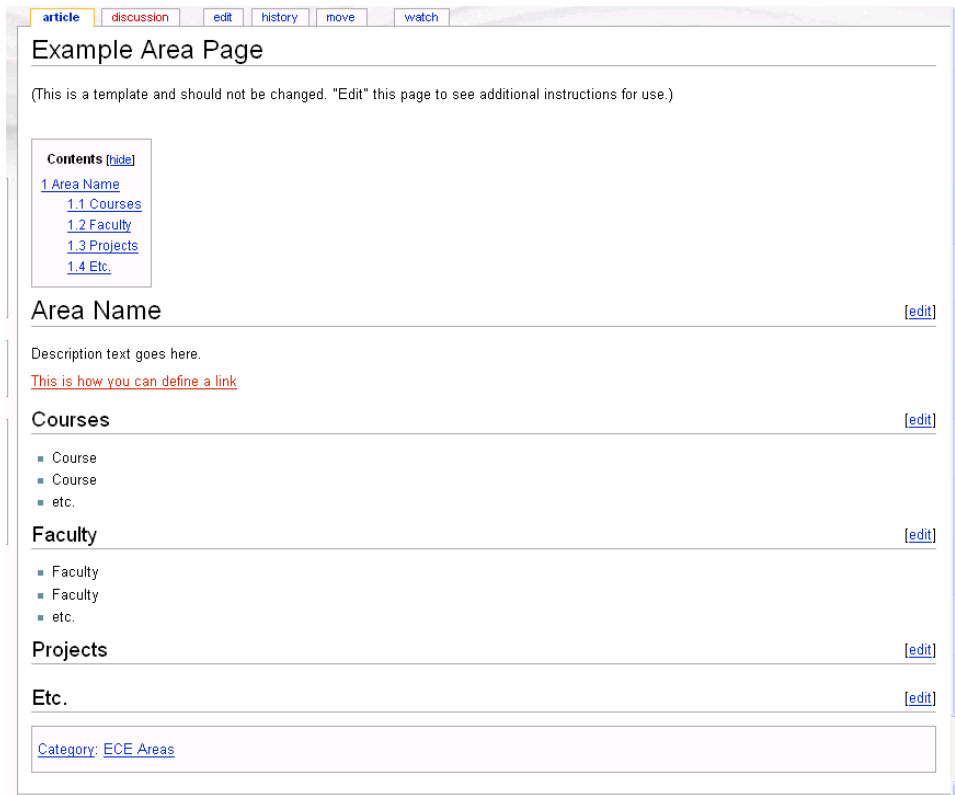 article discussion edit history move watch
Example Area Page
(This is a template and should not be changed. "Edit" this page to see additional instructions for use.)
Contents [hide]
1 Area Name
1.1 Courses
1.2 Faculty
1.3 Projects
1.4 Etc.
Area Name [edit]
Description text goes here.
This is how you can define a link
Courses [edit]
Course
Course
etc.
Faculty [edit]
Faculty
Faculty
etc.
Projects [edit]
Etc. [edit]
Category: ECE Areas